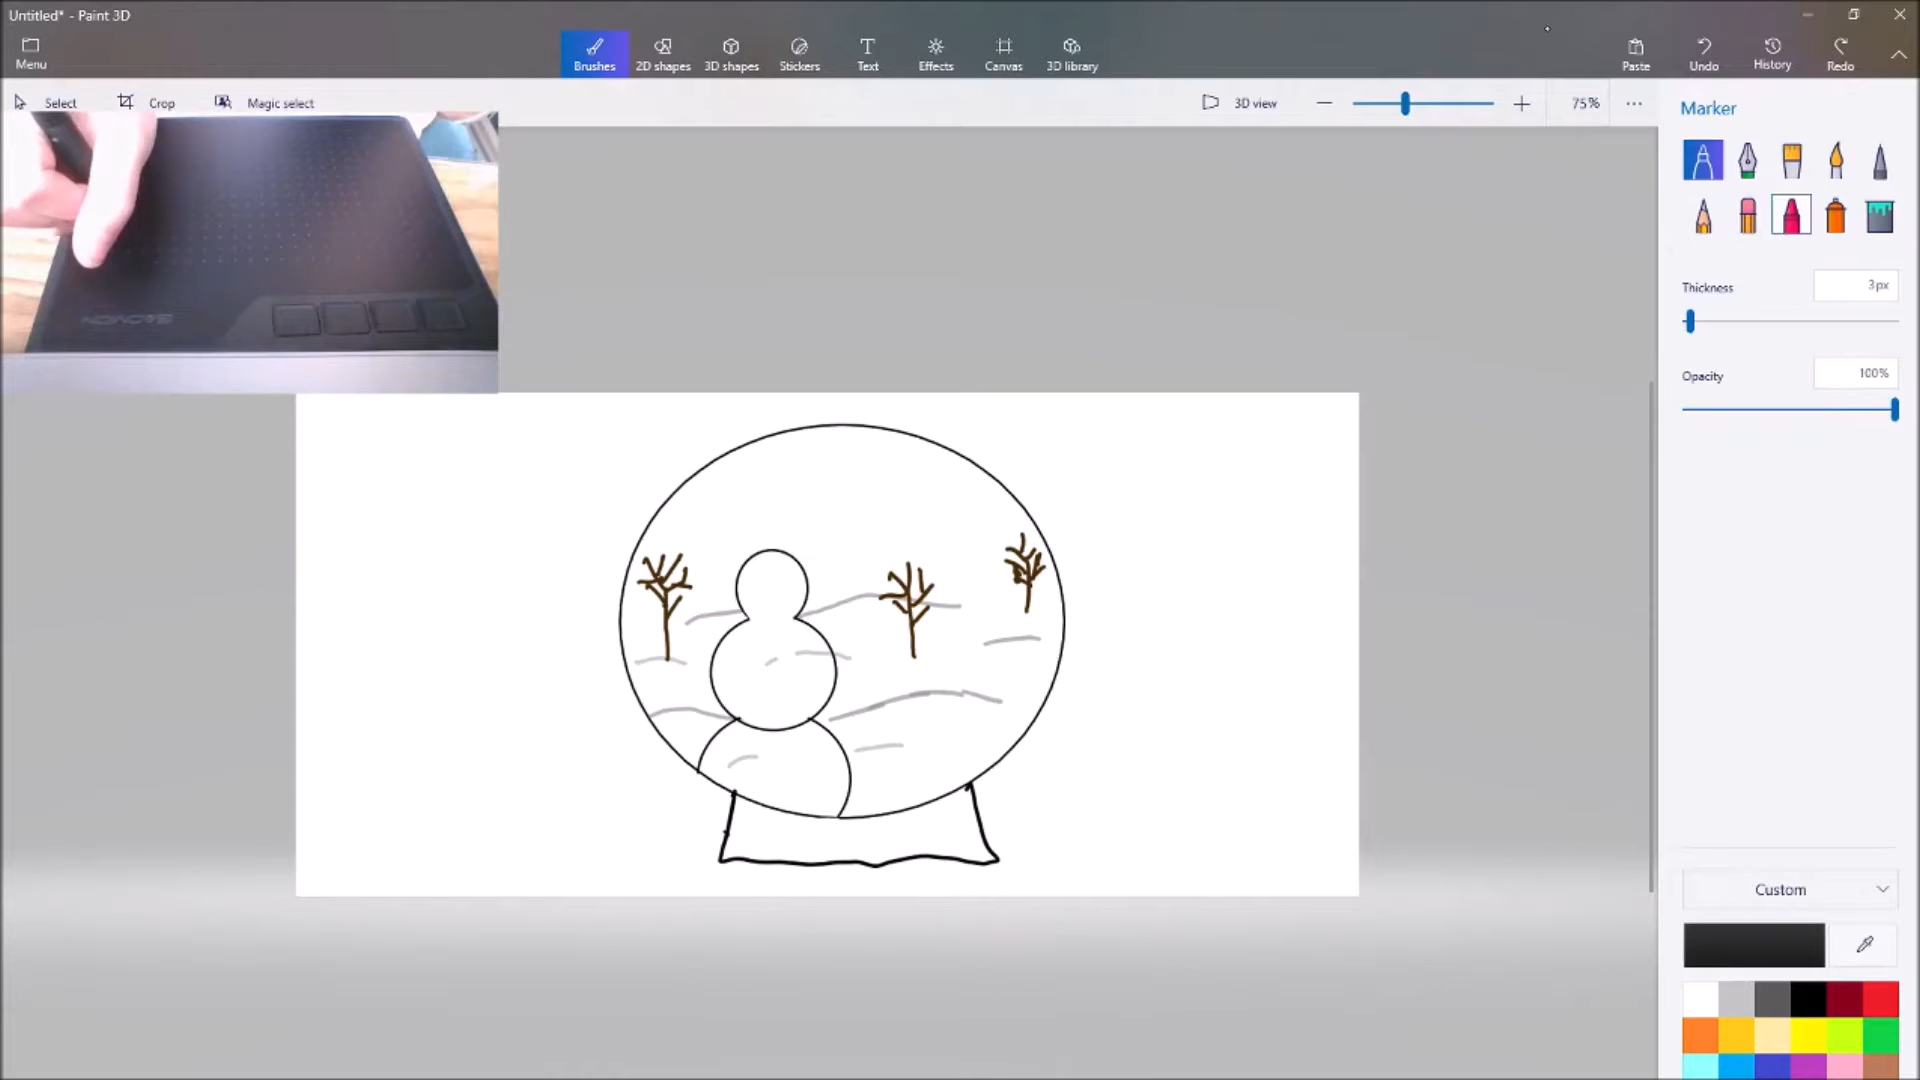 Untitled* - Paint 3D
Menu
Brushes
2D shapes
3D shapes
Stickers
Text
Effects
Canvas
3D library
Paste
Undo
History
Redo
Select
Crop
Magic select
3D view
75%
Marker
Thickness
3px
Opacity
100%
Custom
GAOMON